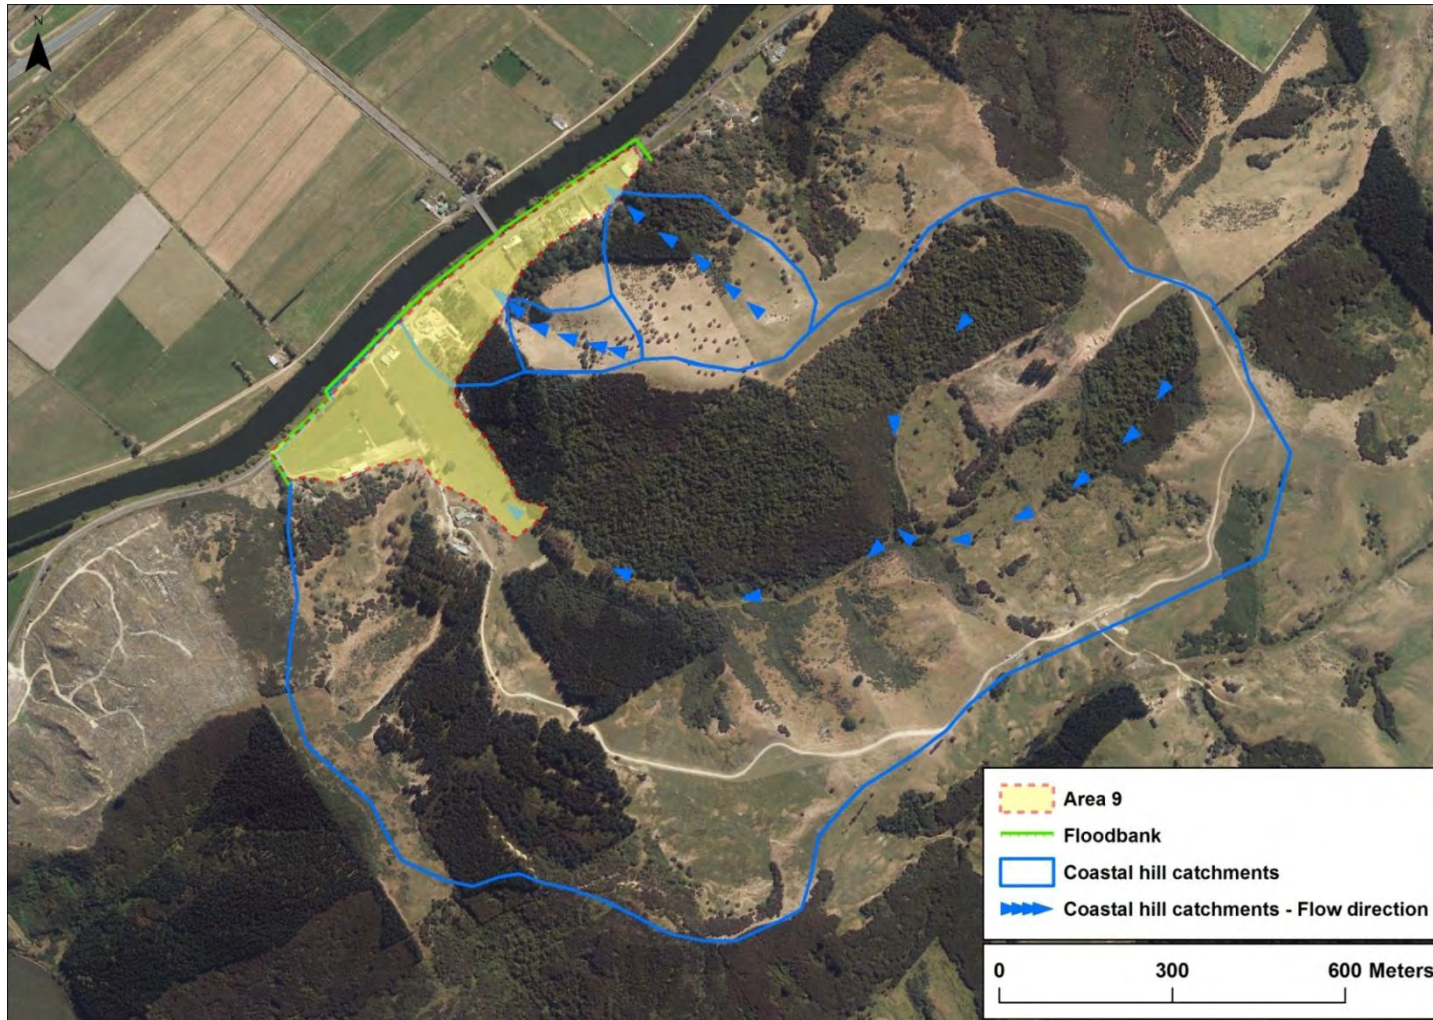 N
Area 9
Floodbank
Coastal hill catchments
Coastal hill catchments - Flow direction
0 300 600 Meters